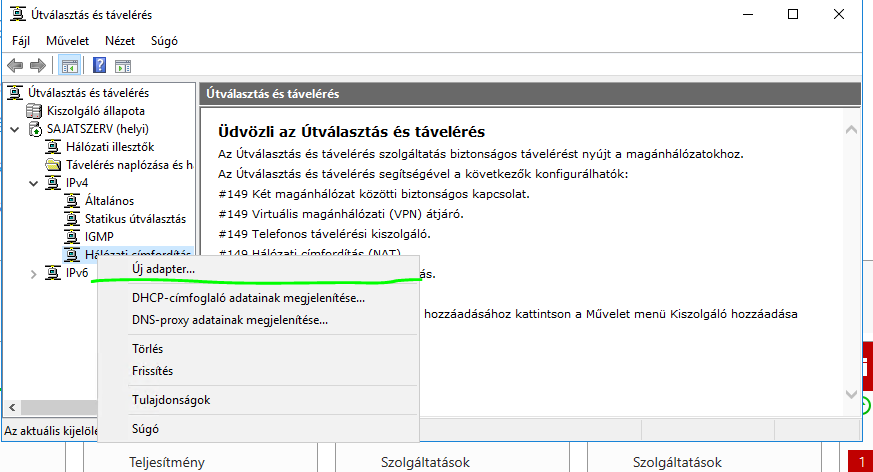 Útválasztás és távelérés
Fájl Művelet Nézet Súgó
Útválasztás és távelérés
Kiszolgáló állapota
SAJATSZERV (helyi)
Hálózati illesztők
Távelérés naplózása és h
IPv4
Általános
Statikus útválasztás
IGMP
Hálózati címfordítás
IPv6
Útválasztás és távelérés
Üdvözli az Útválasztás és távelérés
Az Útválasztás és távelérés szolgáltatás biztonságos távelérést nyújt a magánhálózatokhoz.
Az Útválasztás és távelérés segítségével a következők konfigurálhatók:
#149 Két magánhálózat közötti biztonságos kapcsolat.
#149 Virtuális magánhálózati (VPN) átjáró.
#149 Telefonos távelérési kiszolgáló.
#149 Hálózati címfordítás (NAT)
ás.
hozzáadásához kattintson a Művelet menü Kiszolgáló hozzáadása
Új adapter...
DHCP-címfoglaló adatainak megjelenítése...
DNS-proxy adatainak megjelenítése...
Törlés
Frissítés
Tulajdonságok
Súgó
Az aktuális kijelölé
Teljesítmény
Szolgáltatások
Szolgáltatások
1